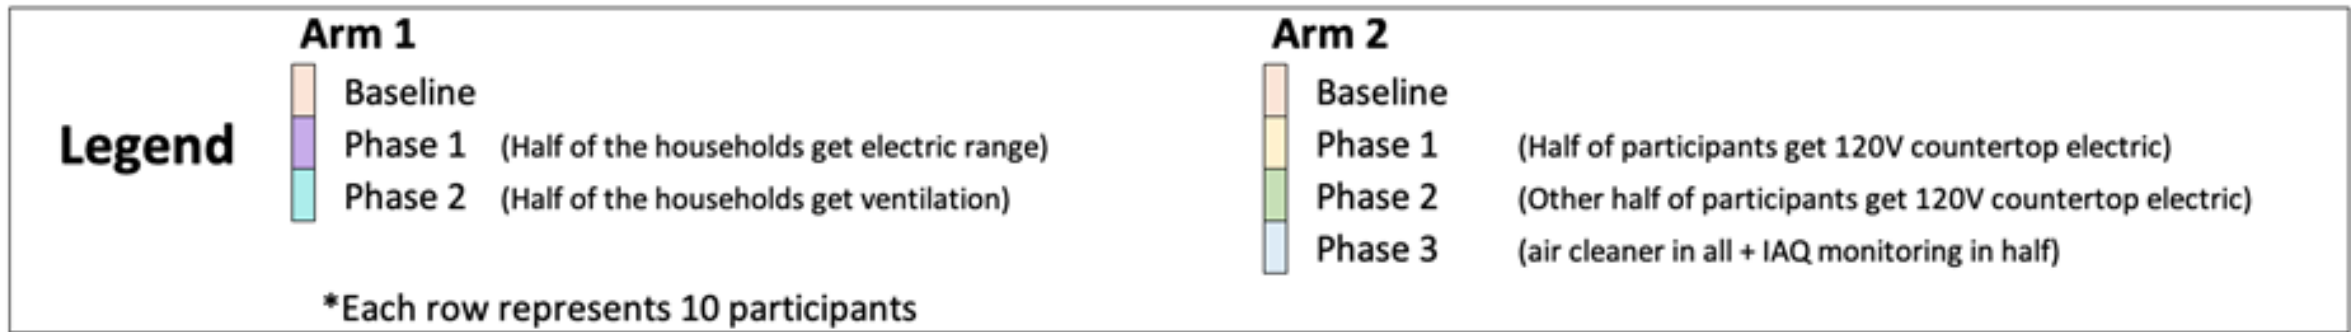 Legend
Arm 1
Baseline
Phase 1 (Half of the households get electric range)
Phase 2 (Half of the households get ventilation)
*Each row represents 10 participants
Arm 2
Baseline
Phase 1 (Half of participants get 120V countertop electric)
Phase 2 (Other half of participants get 120V countertop electric)
Phase 3 (air cleaner in all + IAQ monitoring in half)